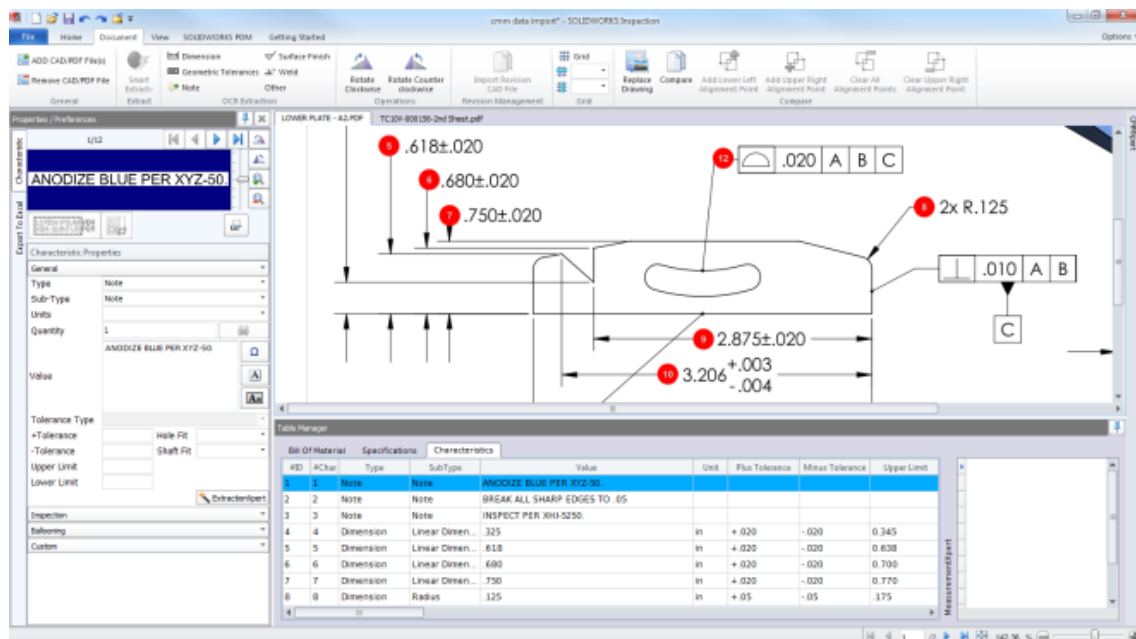 cmm data import* - SOLIDWORKS Inspection
File Home Document View SOLIDWORKS PDM Getting Started Options
ADD CAD/PDF File(s)
Remove CAD/PDF File
General
Smart Extract
Extract
Dimension
Geometric Tolerances
Note
Surface Finish
Weld
Other
OCR Extraction
Rotate Clockwise
Rotate Counter clockwise
Operations
Import Revision CAD File
Revision Management
Grid
Grid
Replace Drawing
Compare
Add Lower Left Alignment Point
Add Upper Right Alignment Point
Clear All Alignment Points
Clear Upper Right Alignment Point
Compare
Properties / Preferences
LOWER PLATE - A2.PDF
Characteristic
Export To Excel
1/12
ANODIZE BLUE PER XYZ-50.
Characteristic Properties
General
Type Note
Sub-Type Note
Units
Quantity 1
Value ANODIZE BLUE PER XYZ-50.
Ω
A
Aa
Tolerance Type
+Tolerance Hole Fit
-Tolerance Shaft Fit
Upper Limit
Lower Limit
ExtractionXpert
Inspection
Ballooning
Custom
5 .618±.020
6 .680±.020
7 .750±.020
12 .020 A B C
8 2x R.125
.010 A B
C
9 2.875±.020
10 3.206 +.003
-.004
Table Manager
Bill Of Material Specifications Characteristics
#ID #Char Type SubType Value Unit Plus Tolerance Minus Tolerance Upper Limit
1 1 Note Note ANODIZE BLUE PER XYZ-50.
2 2 Note Note BREAK ALL SHARP EDGES TO .05
3 3 Note Note INSPECT PER XHJ-5250.
4 4 Dimension Linear Dimen... .325 in +.020 -.020 0.345
5 5 Dimension Linear Dimen... .618 in +.020 -.020 0.638
6 6 Dimension Linear Dimen... .680 in +.020 -.020 0.700
7 7 Dimension Linear Dimen... .750 in +.020 -.020 0.770
8 8 Dimension Radius .125 in +.05 -.05 .175
MeasurementXpert
1 /2